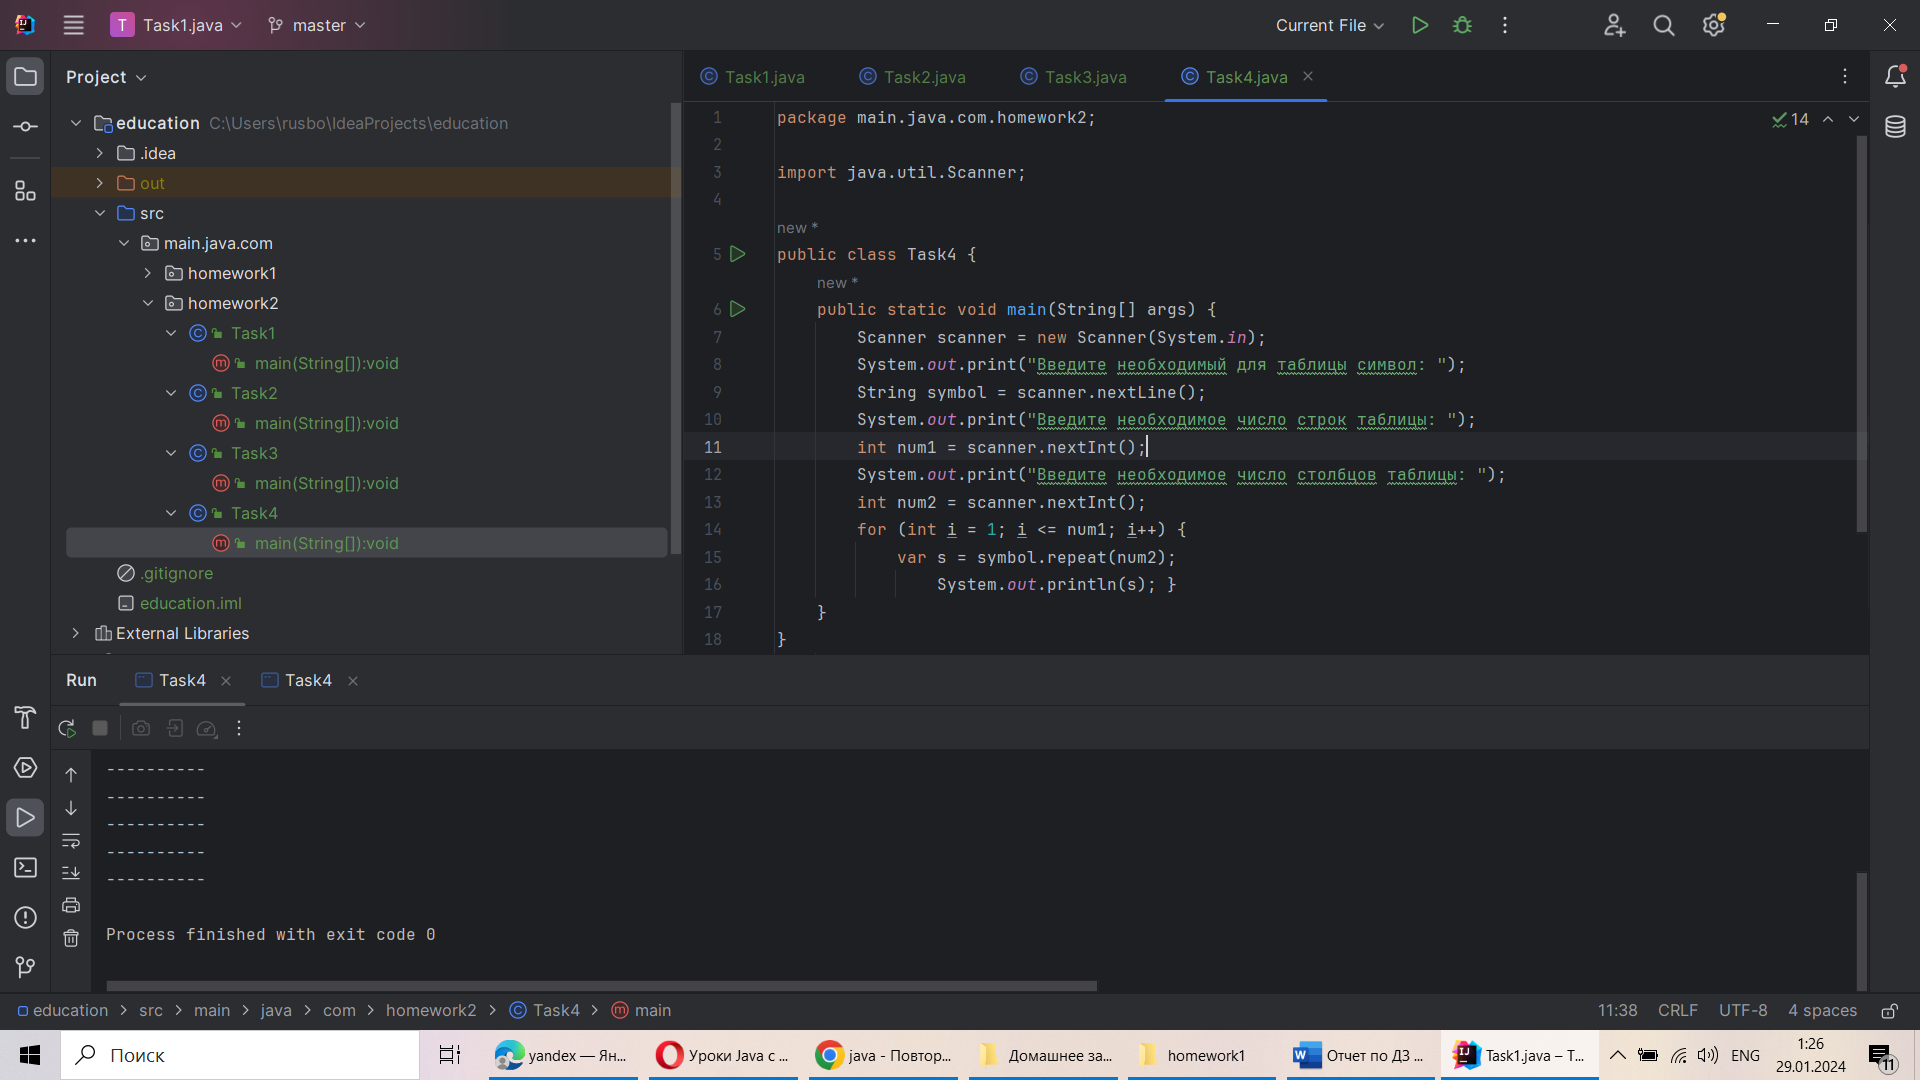 T Task1.java master Current File
Project
education C:\Users\rusbo\IdeaProjects\education
.idea
out
src
main.java.com
homework1
homework2
Task1
main(String[]):void
Task2
main(String[]):void
Task3
main(String[]):void
Task4
main(String[]):void
.gitignore
education.iml
External Libraries
Task1.java Task2.java Task3.java Task4.java
14
1 package main.java.com.homework2;
2
3 import java.util.Scanner;
4
new *
5 public class Task4 {
new *
6 public static void main(String[] args) {
7 Scanner scanner = new Scanner(System.in);
8 System.out.print("Введите необходимый для таблицы символ: ");
9 String symbol = scanner.nextLine();
10 System.out.print("Введите необходимое число строк таблицы: ");
11 int num1 = scanner.nextInt();
12 System.out.print("Введите необходимое число столбцов таблицы: ");
13 int num2 = scanner.nextInt();
14 for (int i = 1; i <= num1; i++) {
15 var s = symbol.repeat(num2);
16 System.out.println(s); }
17 }
18 }
Run Task4 Task4
----------
----------
----------
----------
----------
Process finished with exit code 0
education > src > main > java > com > homework2 > Task4 > main 11:38 CRLF UTF-8 4 spaces
Поиск yandex — Ян... Уроки Java с ... java - Повтор... Домашнее за... homework1 Отчет по ДЗ ... Task1.java – T... ENG 1:26
29.01.2024
11